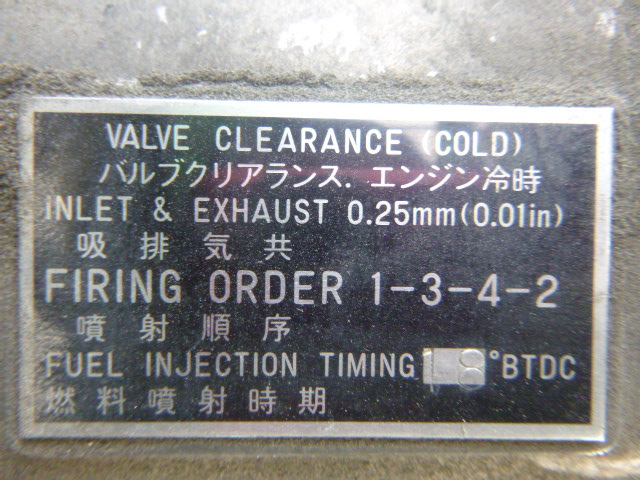 VALVE CLEARANCE (COLD)
バルブクリアランス. エンジン冷時
INLET & EXHAUST 0.25mm(0.01in)
吸排気共
FIRING ORDER 1-3-4-2
噴射順序
FUEL INJECTION TIMING 18°BTDC
燃料噴射時期